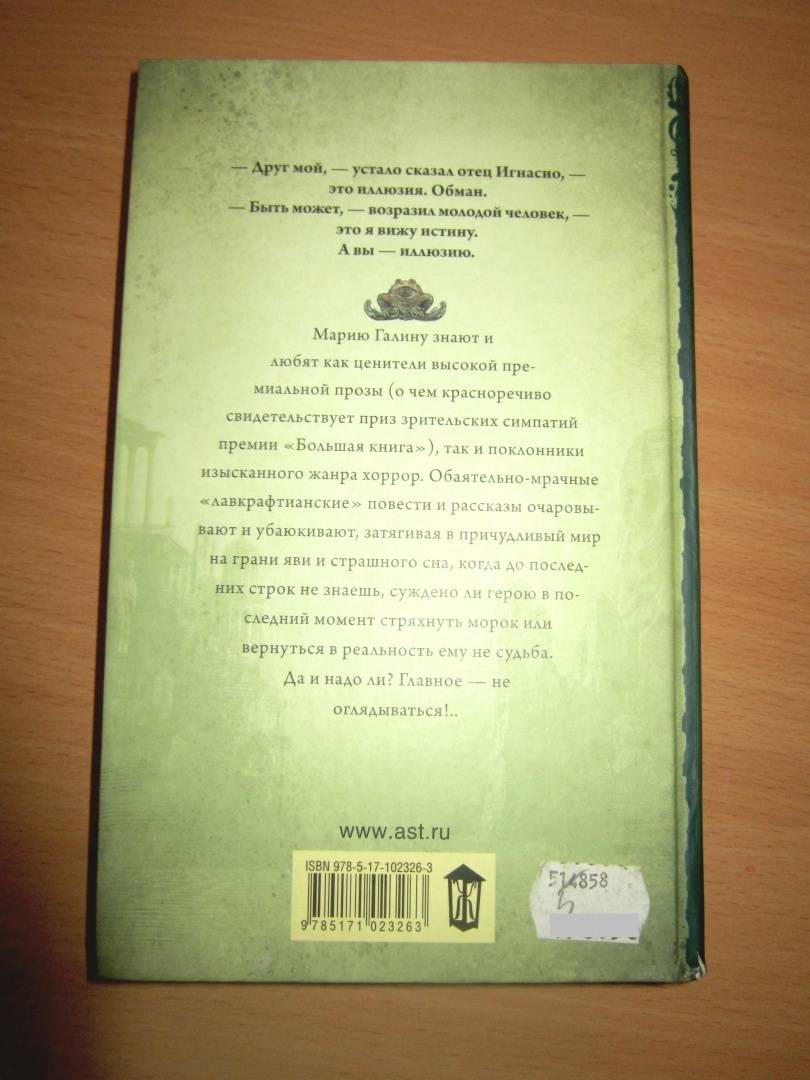 — Друг мой, — устало сказал отец Игнасио, —
это иллюзия. Обман.
— Быть может, — возразил молодой человек, —
это я вижу истину.
А вы — иллюзию.
Марию Галину знают и
любят как ценители высокой пре-
миальной прозы (о чем красноречиво
свидетельствует приз зрительских симпатий
премии «Большая книга»), так и поклонники
изысканного жанра хоррор. Обаятельно-мрачные
«лавкрафтианские» повести и рассказы очаровы-
вают и убаюкивают, затягивая в причудливый мир
на грани яви и страшного сна, когда до послед-
них строк не знаешь, суждено ли герою в по-
следний момент стряхнуть морок или
вернуться в реальность ему не судьба.
Да и надо ли? Главное — не
оглядываться!..
www.ast.ru
ISBN 978-5-17-102326-3
9 785171 023263
514858